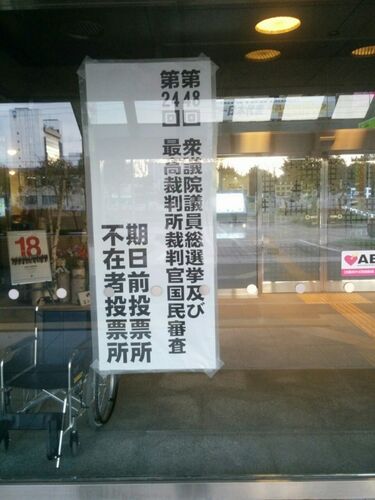 第48回 衆議院議員総選挙及び
第24回 最高裁判所裁判官国民審査
期日前投票所
不在者投票所
18
AE